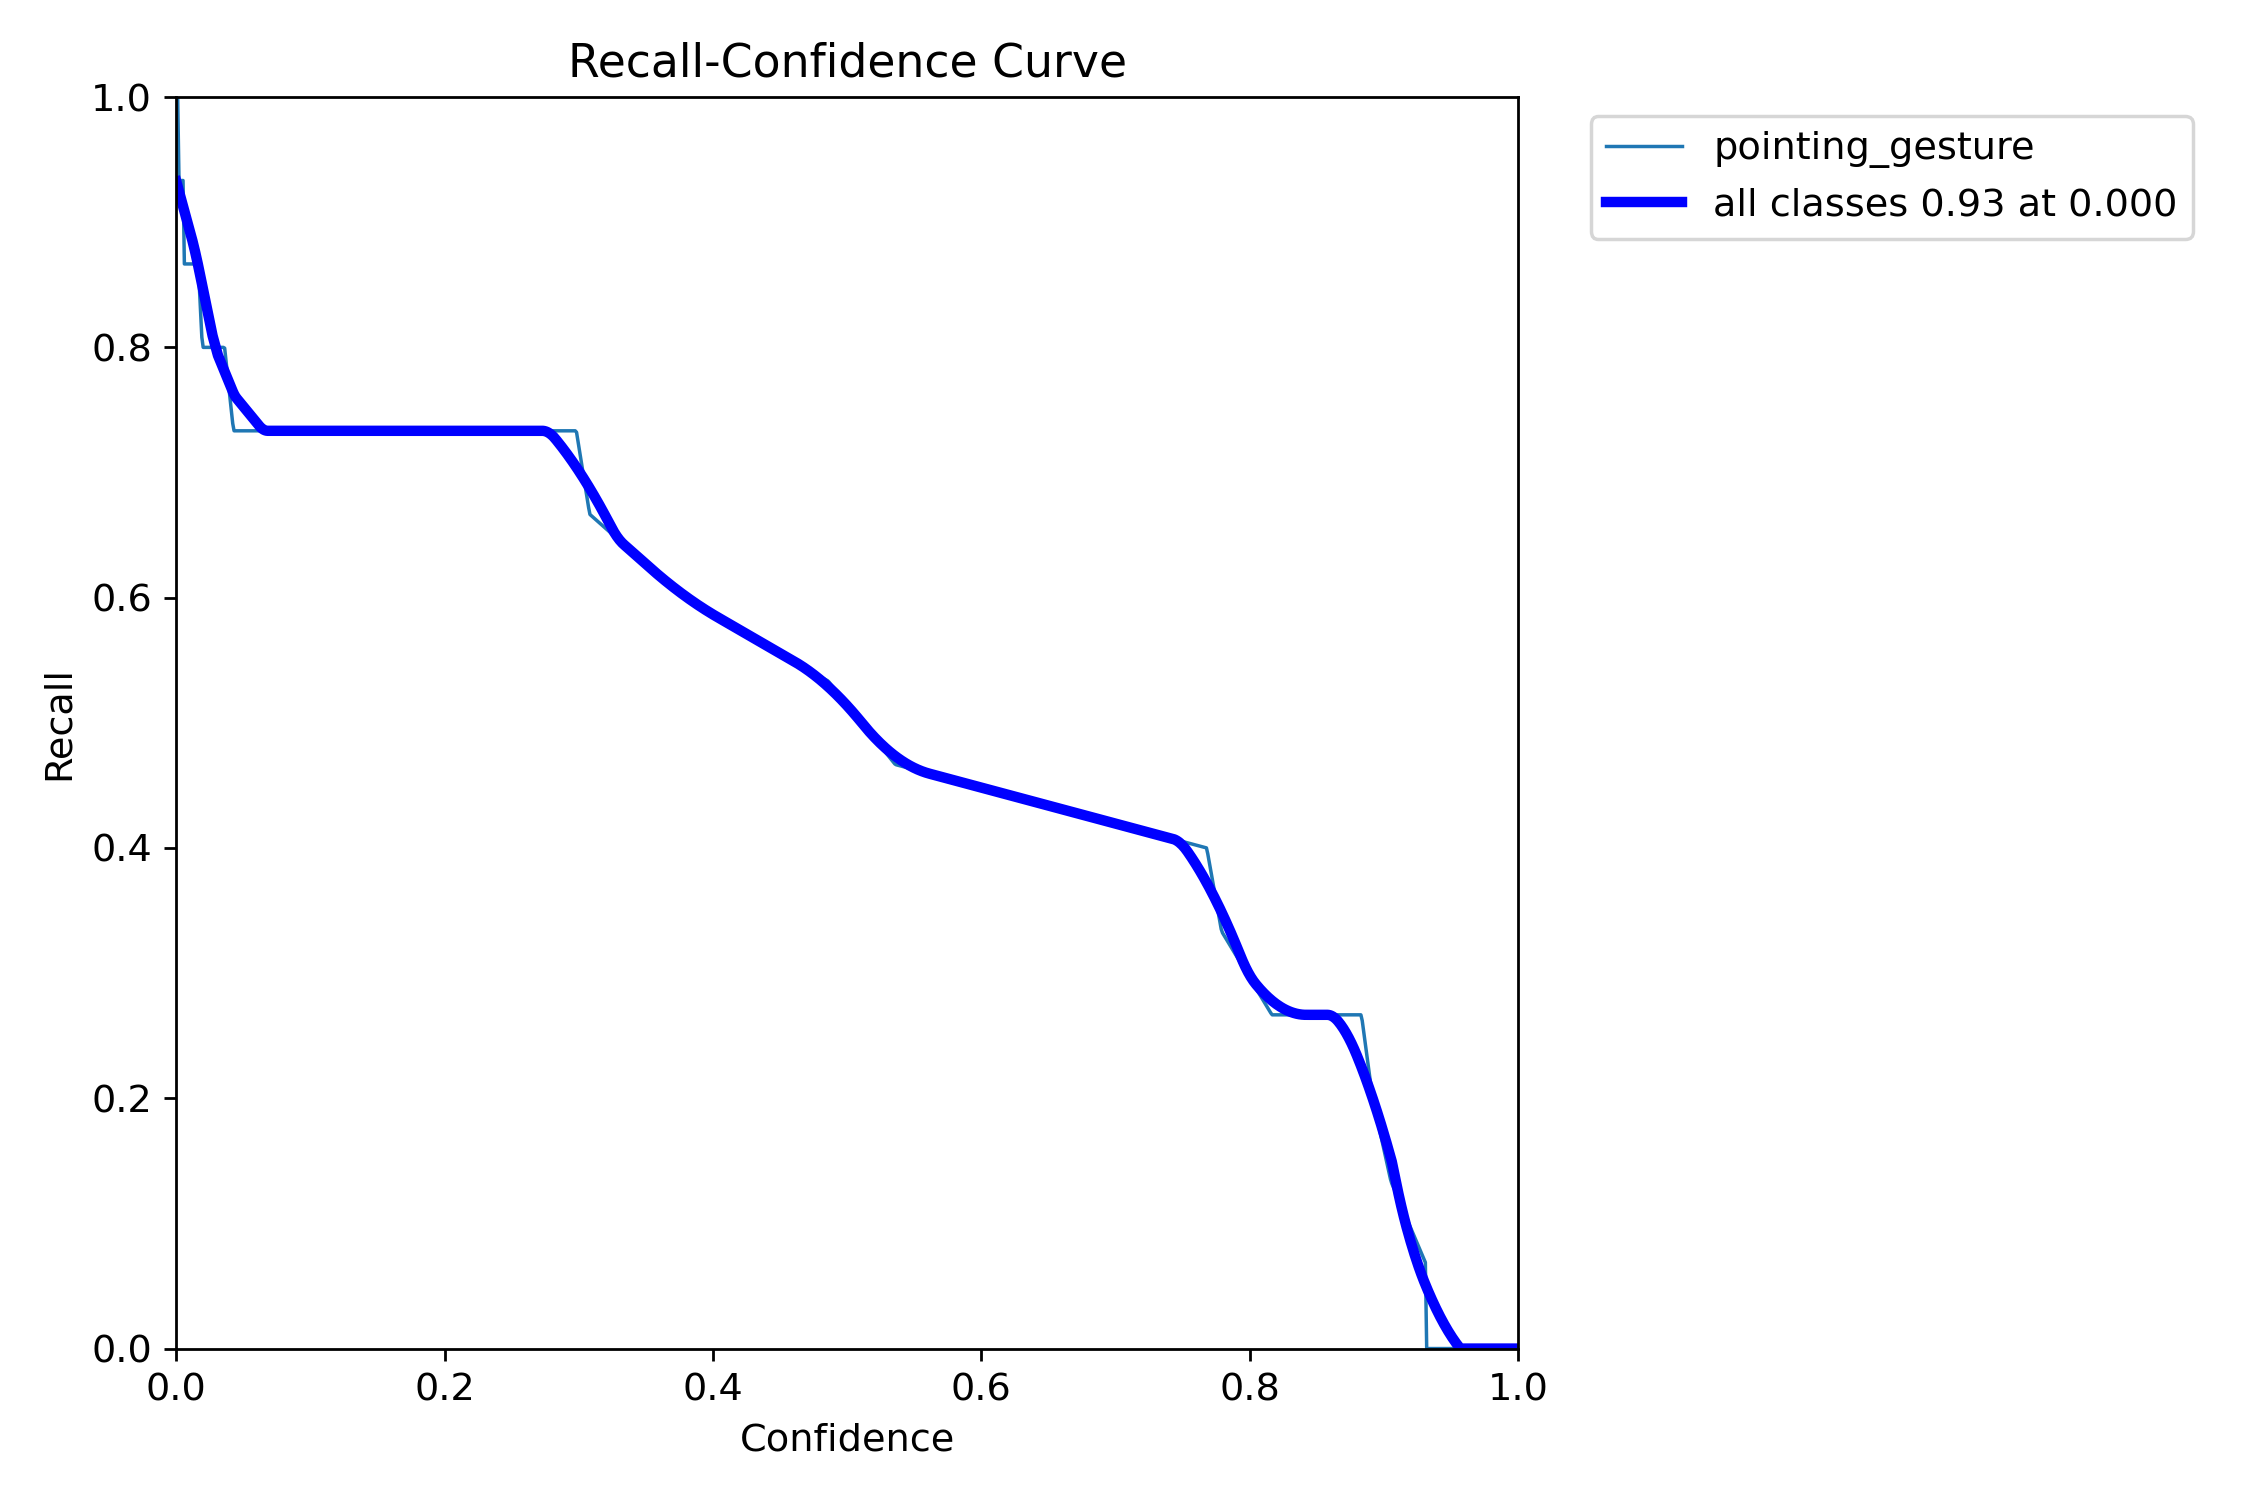 Recall-Confidence Curve
1.0
0.8
0.6
0.4
0.2
0.0
Recall
0.0 0.2 0.4 0.6 0.8 1.0
Confidence
pointing_gesture
all classes 0.93 at 0.000